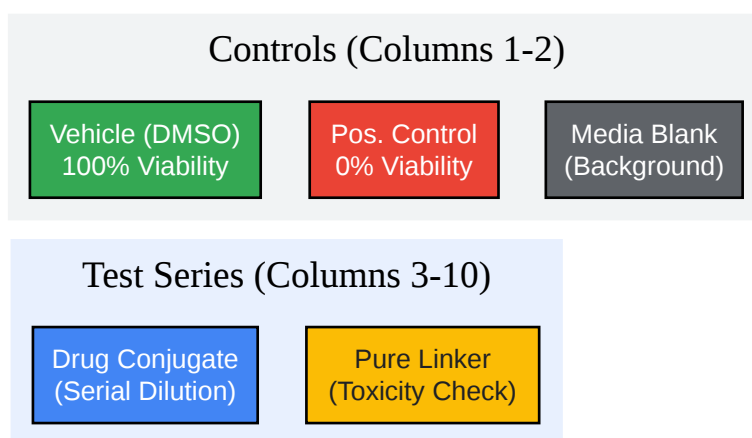 Controls (Columns 1-2)
Vehicle (DMSO)
100% Viability
Pos. Control
0% Viability
Media Blank
(Background)
Test Series (Columns 3-10)
Drug Conjugate
(Serial Dilution)
Pure Linker
(Toxicity Check)